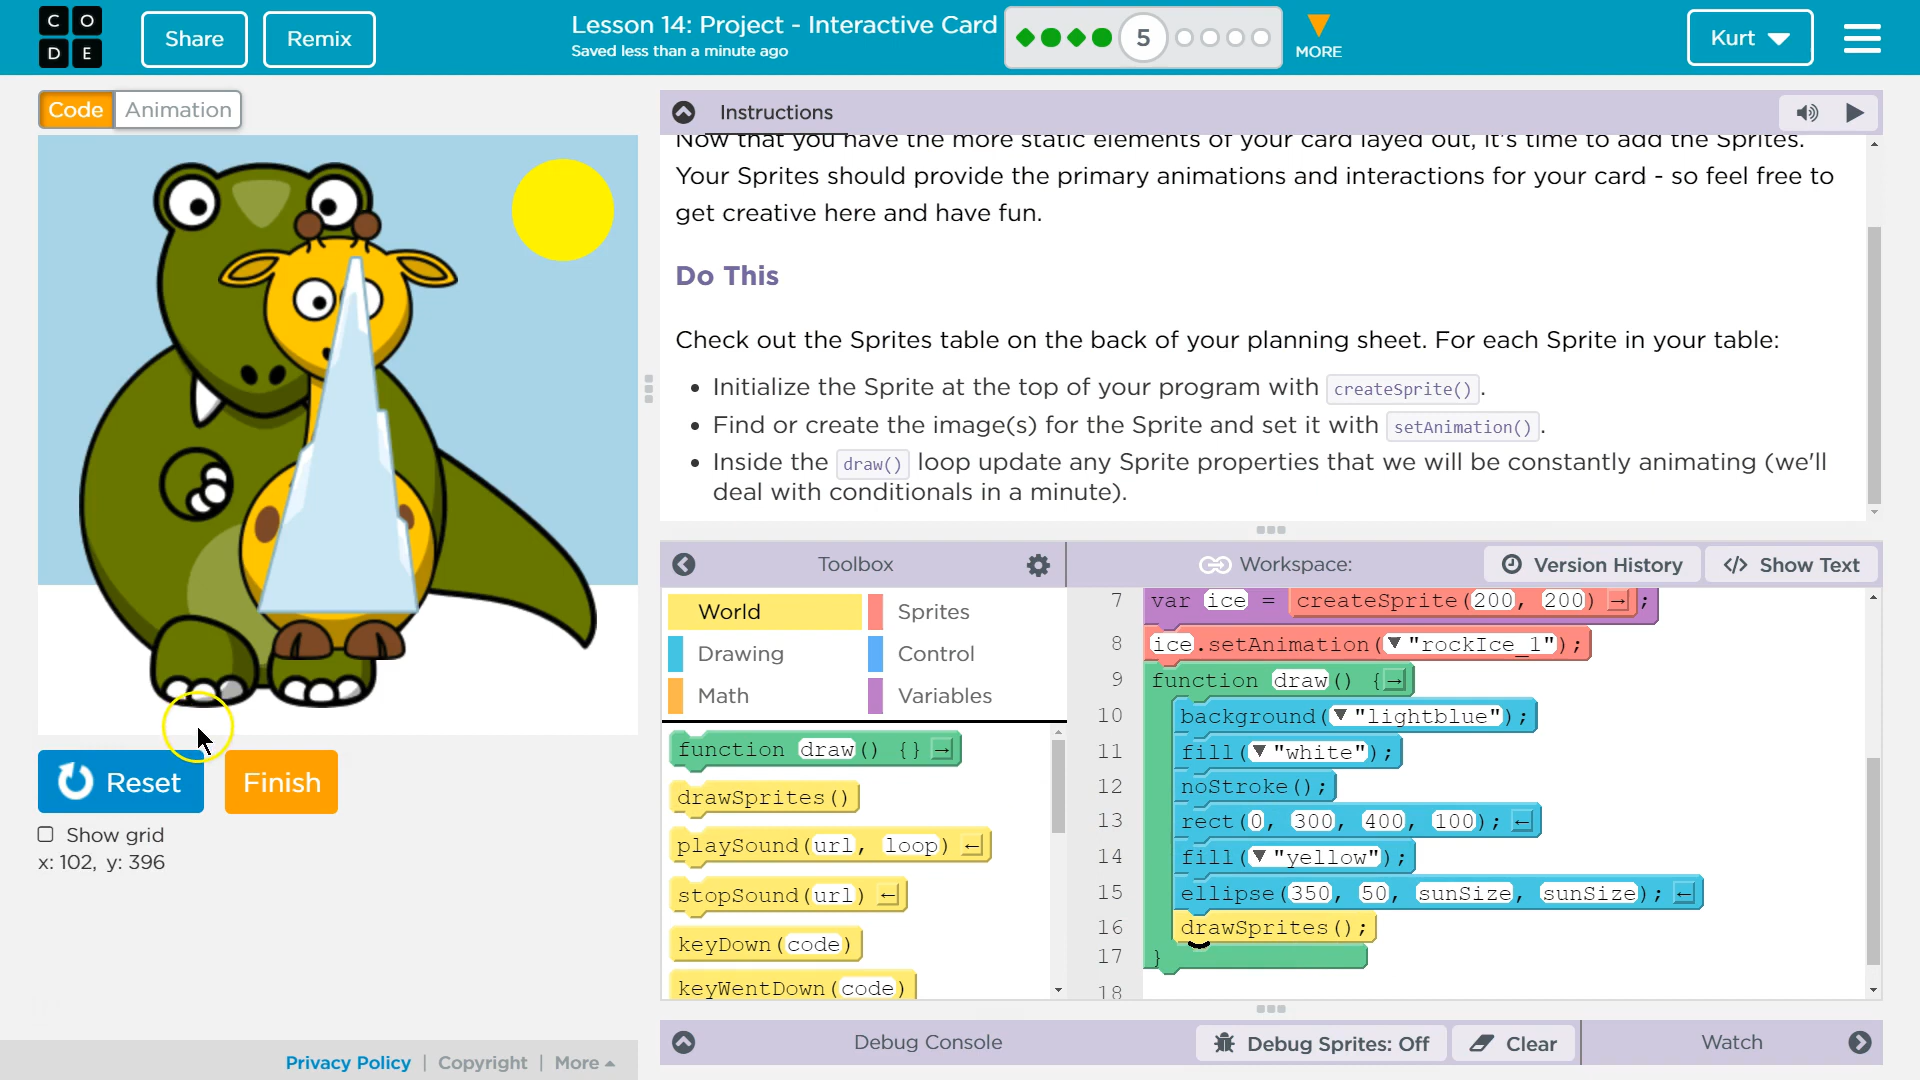 CODE
Share
Remix
Lesson 14: Project - Interactive Card
Saved less than a minute ago
5
MORE
Kurt
Code
Animation
Instructions
Now that you have the more static elements of your card layed out, it's time to add the Sprites.
Your Sprites should provide the primary animations and interactions for your card - so feel free to
get creative here and have fun.
Do This
Check out the Sprites table on the back of your planning sheet. For each Sprite in your table:
Initialize the Sprite at the top of your program with createSprite().
Find or create the image(s) for the Sprite and set it with setAnimation().
Inside the draw() loop update any Sprite properties that we will be constantly animating (we'll
deal with conditionals in a minute).
Toolbox
Workspace:
Version History
</> Show Text
World
Sprites
Drawing
Control
Math
Variables
function draw() {}
drawSprites()
playSound(url, loop)
stopSound(url)
keyDown(code)
keyWentDown(code)
7 var ice = createSprite(200, 200);
8 ice.setAnimation("rockIce_1");
9 function draw() {
10 background("lightblue");
11 fill("white");
12 noStroke();
13 rect(0, 300, 400, 100);
14 fill("yellow");
15 ellipse(350, 50, sunSize, sunSize);
16 drawSprites();
17 }
18
Reset
Finish
Show grid
x: 102, y: 396
Debug Console
Debug Sprites: Off
Clear
Watch
Privacy Policy | Copyright | More